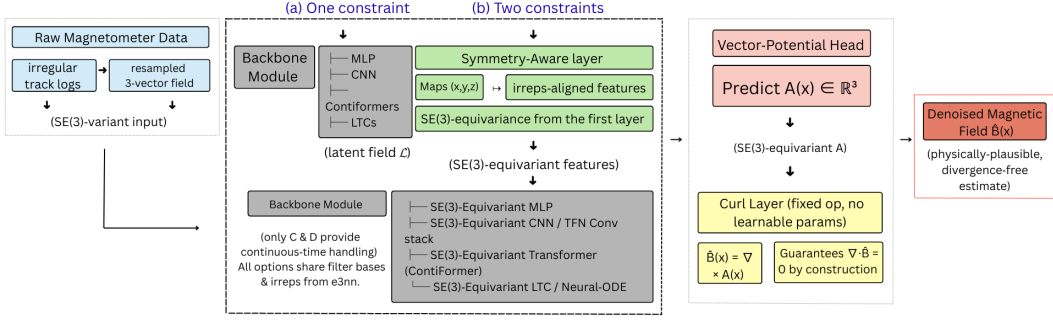 (a) One constraint
(b) Two constraints
Raw Magnetometer Data
irregular
track logs
resampled
3-vector field
(SE(3)-variant input)
Backbone
Module
MLP
CNN
Contiformers
LTCs
(latent field ℒ)
Symmetry-Aware layer
Maps (x,y,z) ↦ irreps-aligned features
SE(3)-equivariance from the first layer
(SE(3)-equivariant features)
Backbone Module
(only C & D provide
continuous-time handling)
All options share filter bases
& irreps from e3nn.
SE(3)-Equivariant MLP
SE(3)-Equivariant CNN / TFN Conv
stack
SE(3)-Equivariant Transformer
(ContiFormer)
SE(3)-Equivariant LTC / Neural-ODE
Vector-Potential Head
Predict A(x) ∈ ℝ³
(SE(3)-equivariant A)
Curl Layer (fixed op, no
learnable params)
B̂(x) = ∇
× A(x)
Guarantees ∇·B̂ =
0 by construction
Denoised Magnetic
Field B̂(x)
(physically-plausible,
divergence-free
estimate)